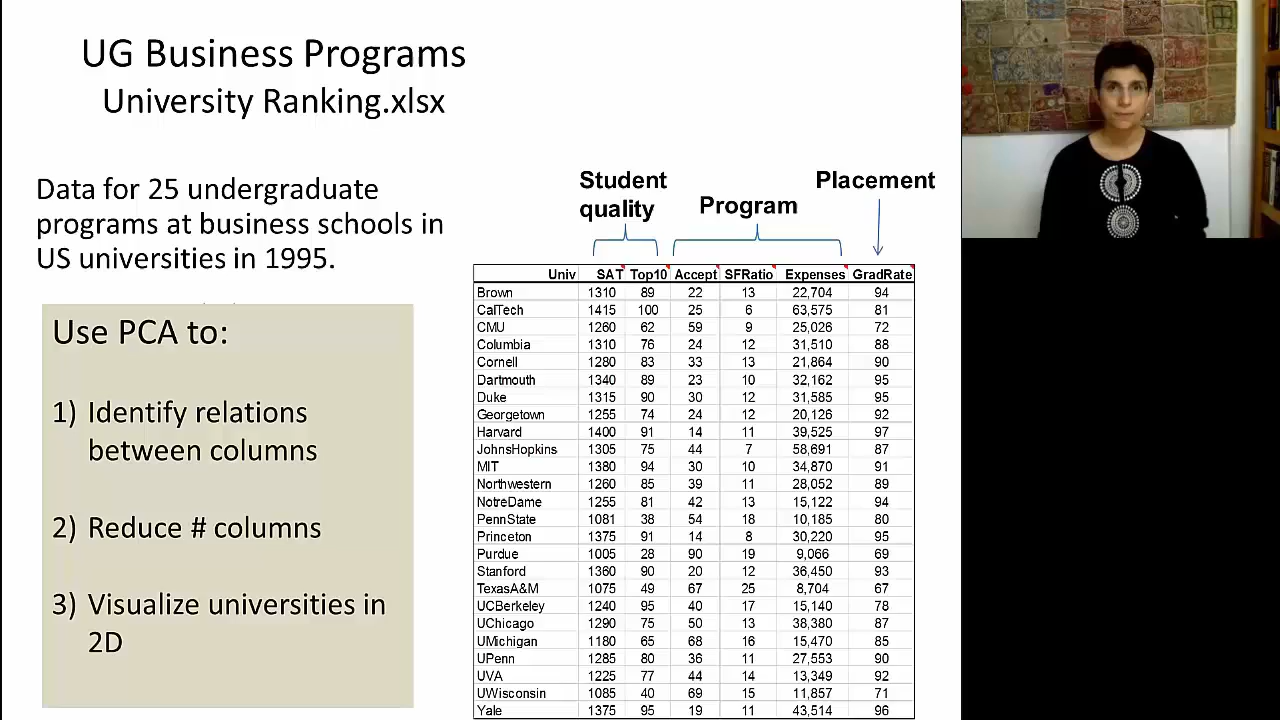 UG Business Programs
University Ranking.xlsx
Data for 25 undergraduate
programs at business schools in
US universities in 1995.
Use PCA to:
1) Identify relations
between columns
2) Reduce # columns
3) Visualize universities in
2D
Student
quality
Program
Placement
Univ SAT Top10 Accept SFRatio Expenses GradRate
Brown 1310 89 22 13 22,704 94
CalTech 1415 100 25 6 63,575 81
CMU 1260 62 59 9 25,026 72
Columbia 1310 76 24 12 31,510 88
Cornell 1280 83 33 13 21,864 90
Dartmouth 1340 89 23 10 32,162 95
Duke 1315 90 30 12 31,585 95
Georgetown 1255 74 24 12 20,126 92
Harvard 1400 91 14 11 39,525 97
JohnsHopkins 1305 75 44 7 58,691 87
MIT 1380 94 30 10 34,870 91
Northwestern 1260 85 39 11 28,052 89
NotreDame 1255 81 42 13 15,122 94
PennState 1081 38 54 18 10,185 80
Princeton 1375 91 14 8 30,220 95
Purdue 1005 28 90 19 9,066 69
Stanford 1360 90 20 12 36,450 93
TexasA&M 1075 49 67 25 8,704 67
UCBerkeley 1240 95 40 17 15,140 78
UChicago 1290 75 50 13 38,380 87
UMichigan 1180 65 68 16 15,470 85
UPenn 1285 80 36 11 27,553 90
UVA 1225 77 44 14 13,349 92
UWisconsin 1085 40 69 15 11,857 71
Yale 1375 95 19 11 43,514 96